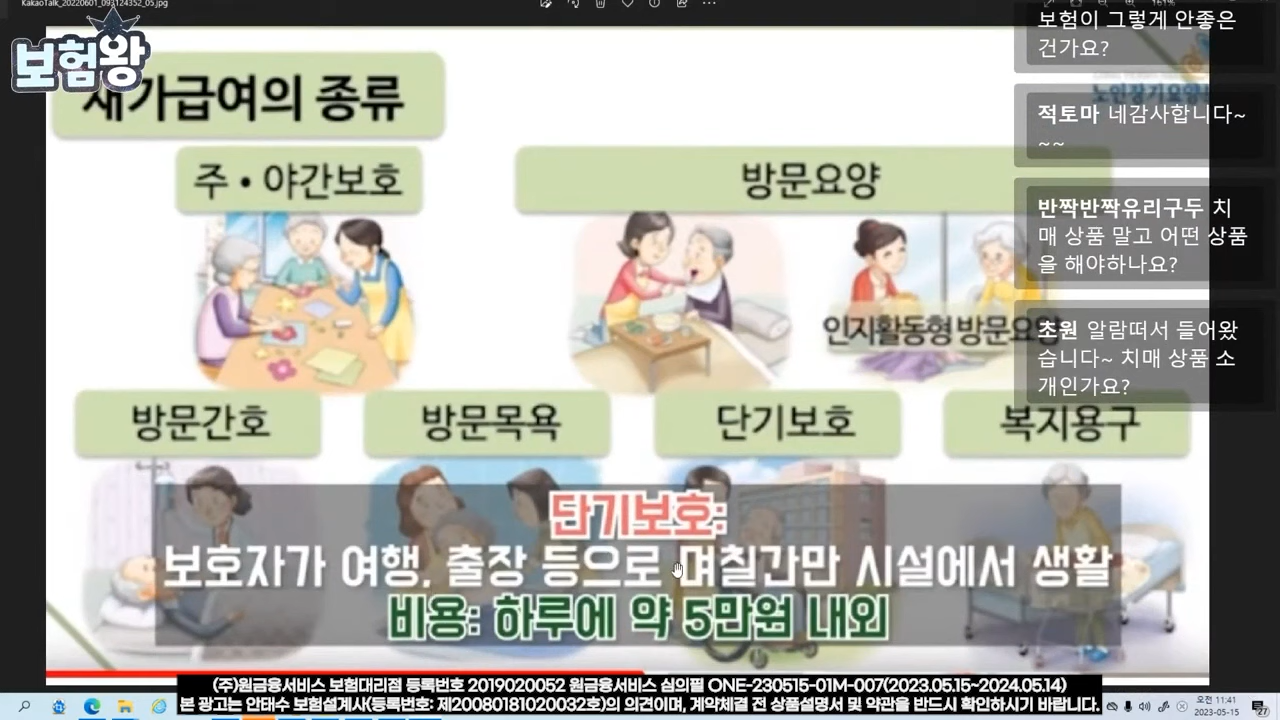 KakaoTalk_20220601_093124352_05.jpg
보험왕
재가급여의 종류
주•야간보호
방문요양
인지활동형 방문요양
방문간호
방문목욕
단기보호
복지용구
단기보호:
보호자가 여행, 출장 등으로 며칠간만 시설에서 생활
비용: 하루에 약 5만원 내외
보험이 그렇게 안좋은
건가요?
적토마 네감사합니다~
~~
반짝반짝유리구두 치
매 상품 말고 어떤 상품
을 해야하나요?
초원 알람떠서 들어왔
습니다~ 치매 상품 소
개인가요?
(주)원금융서비스 보험대리점 등록번호 2019020052 원금융서비스 심의필 ONE-230515-01M-007(2023.05.15~2024.05.14)
본 광고는 안태수 보험설계사(등록번호: 제20080181020032호)의 의견이며, 계약체결 전 상품설명서 및 약관을 반드시 확인하시기 바랍니다.
오전 11:41
2023-05-15
27